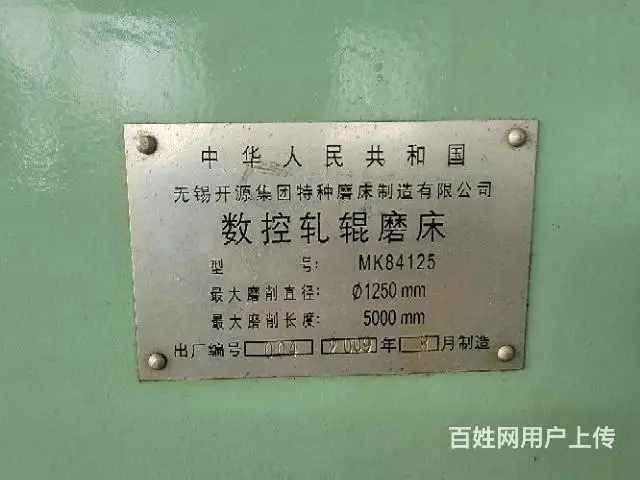 中华人民共和国
无锡开源集团特种磨床制造有限公司
数控轧辊磨床
型号: MK84125
最大磨削直径: Ø1250 mm
最大磨削长度: 5000 mm
出厂编号 004 2009 年 8 月制造
百姓网用户上传